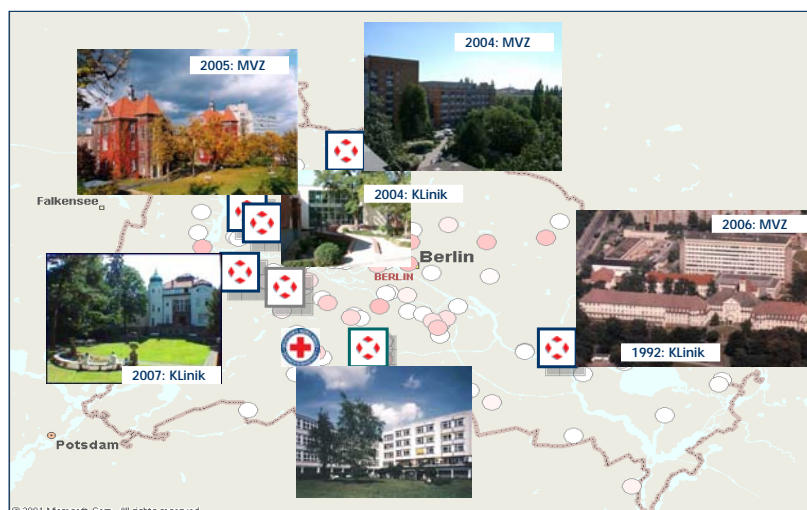 2004: MVZ
2005: MVZ
2004: KLinik
Falkensee
2006: MVZ
Berlin
BERLIN
1992: KLinik
2007: KLinik
Potsdam